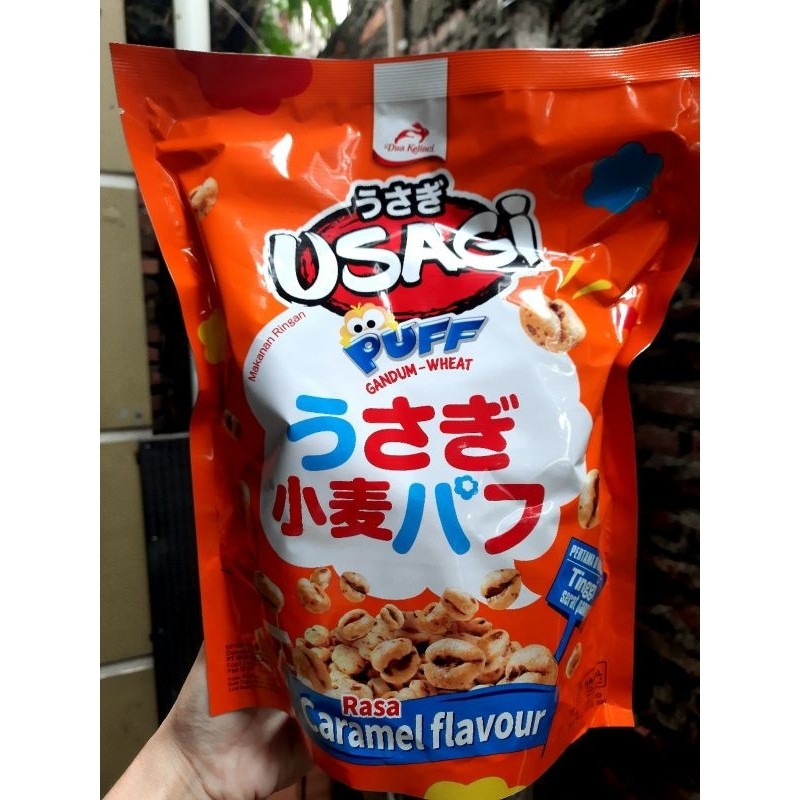 Dua Kelinci
うさぎ
USAGi
Makanan Ringan
PUFF
GANDUM-WHEAT
うさぎ
小麦パフ
PERTAMA
Rasa
Caramel flavour